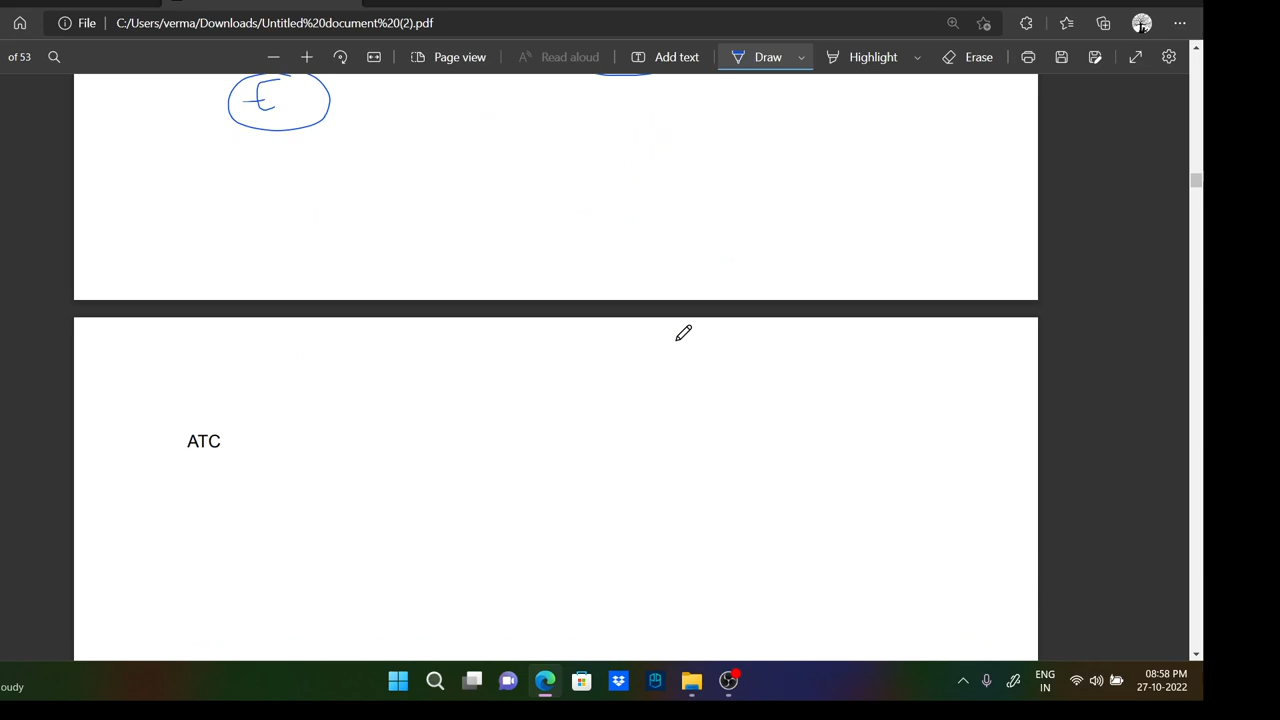 File C:/Users/verma/Downloads/Untitled%20document%20(2).pdf
of 53 Page view Read aloud Add text Draw Highlight Erase
E
ATC
oudy
ENG
IN
08:58 PM
27-10-2022